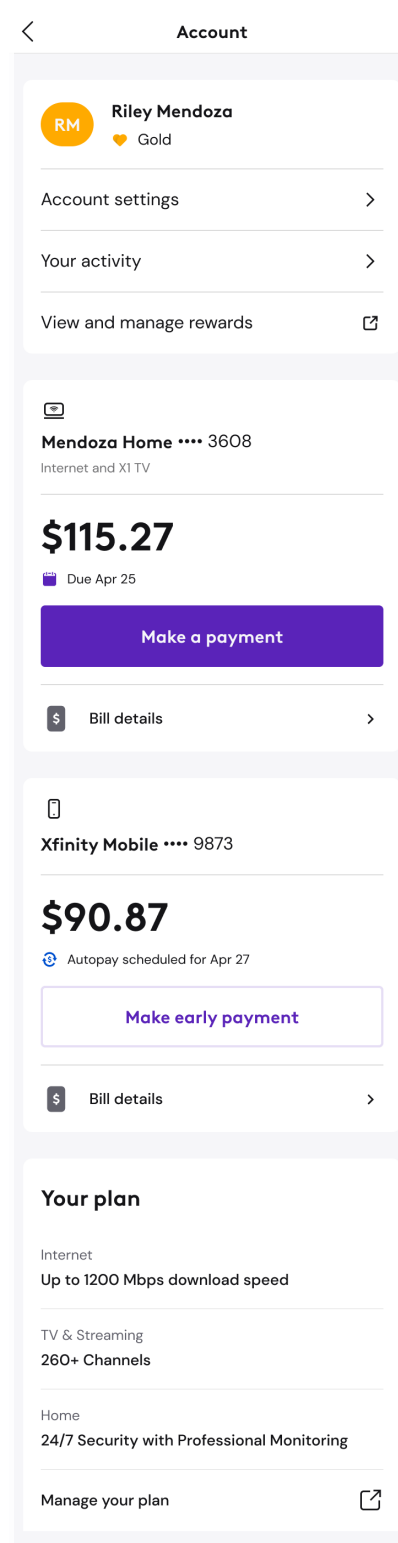 Account
RM
Riley Mendoza
Gold
Account settings
Your activity
View and manage rewards
Mendoza Home •••• 3608
Internet and X1 TV
$115.27
Due Apr 25
Make a payment
$ Bill details
Xfinity Mobile •••• 9873
$90.87
$ Autopay scheduled for Apr 27
Make early payment
$ Bill details
Your plan
Internet
Up to 1200 Mbps download speed
TV & Streaming
260+ Channels
Home
24/7 Security with Professional Monitoring
Manage your plan